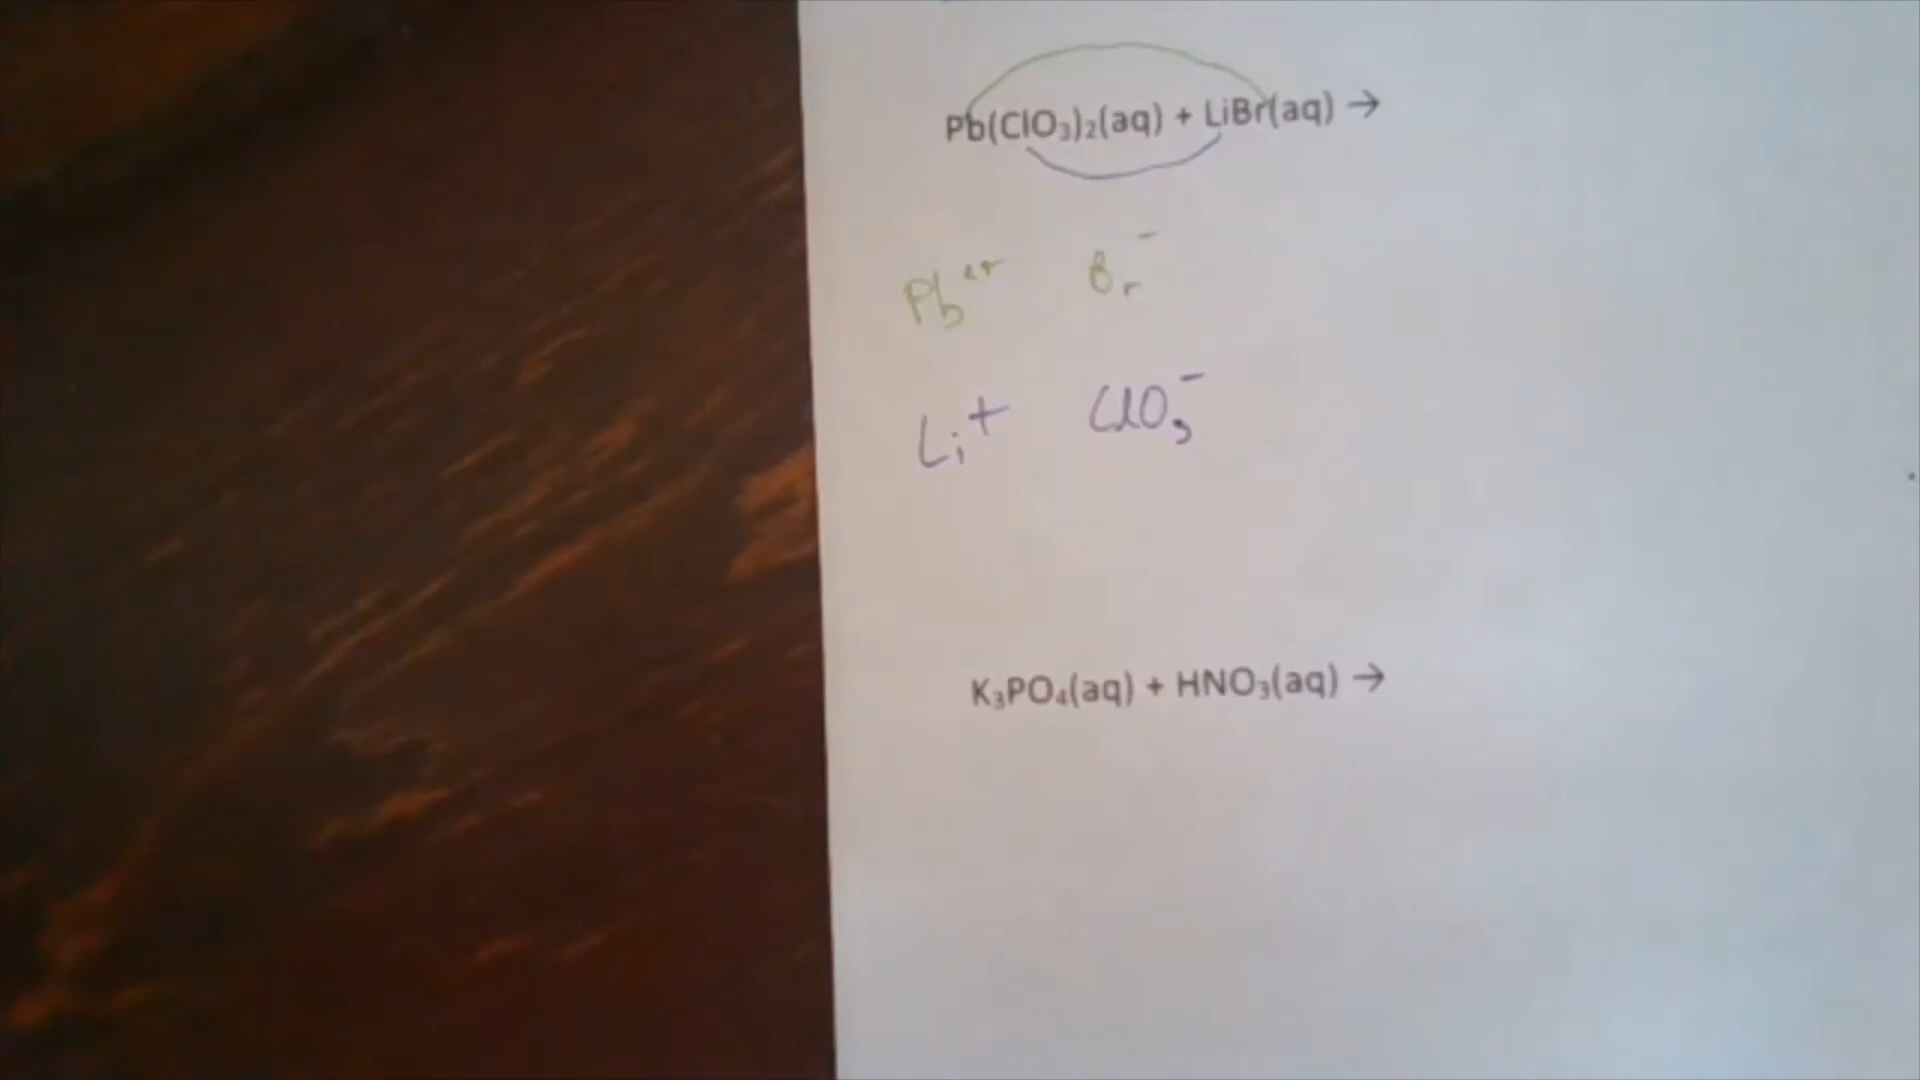 Pb(ClO₃)₂(aq) + LiBr(aq) →
Pb²⁺ Br⁻
Li⁺ ClO₃⁻
K₃PO₄(aq) + HNO₃(aq) →